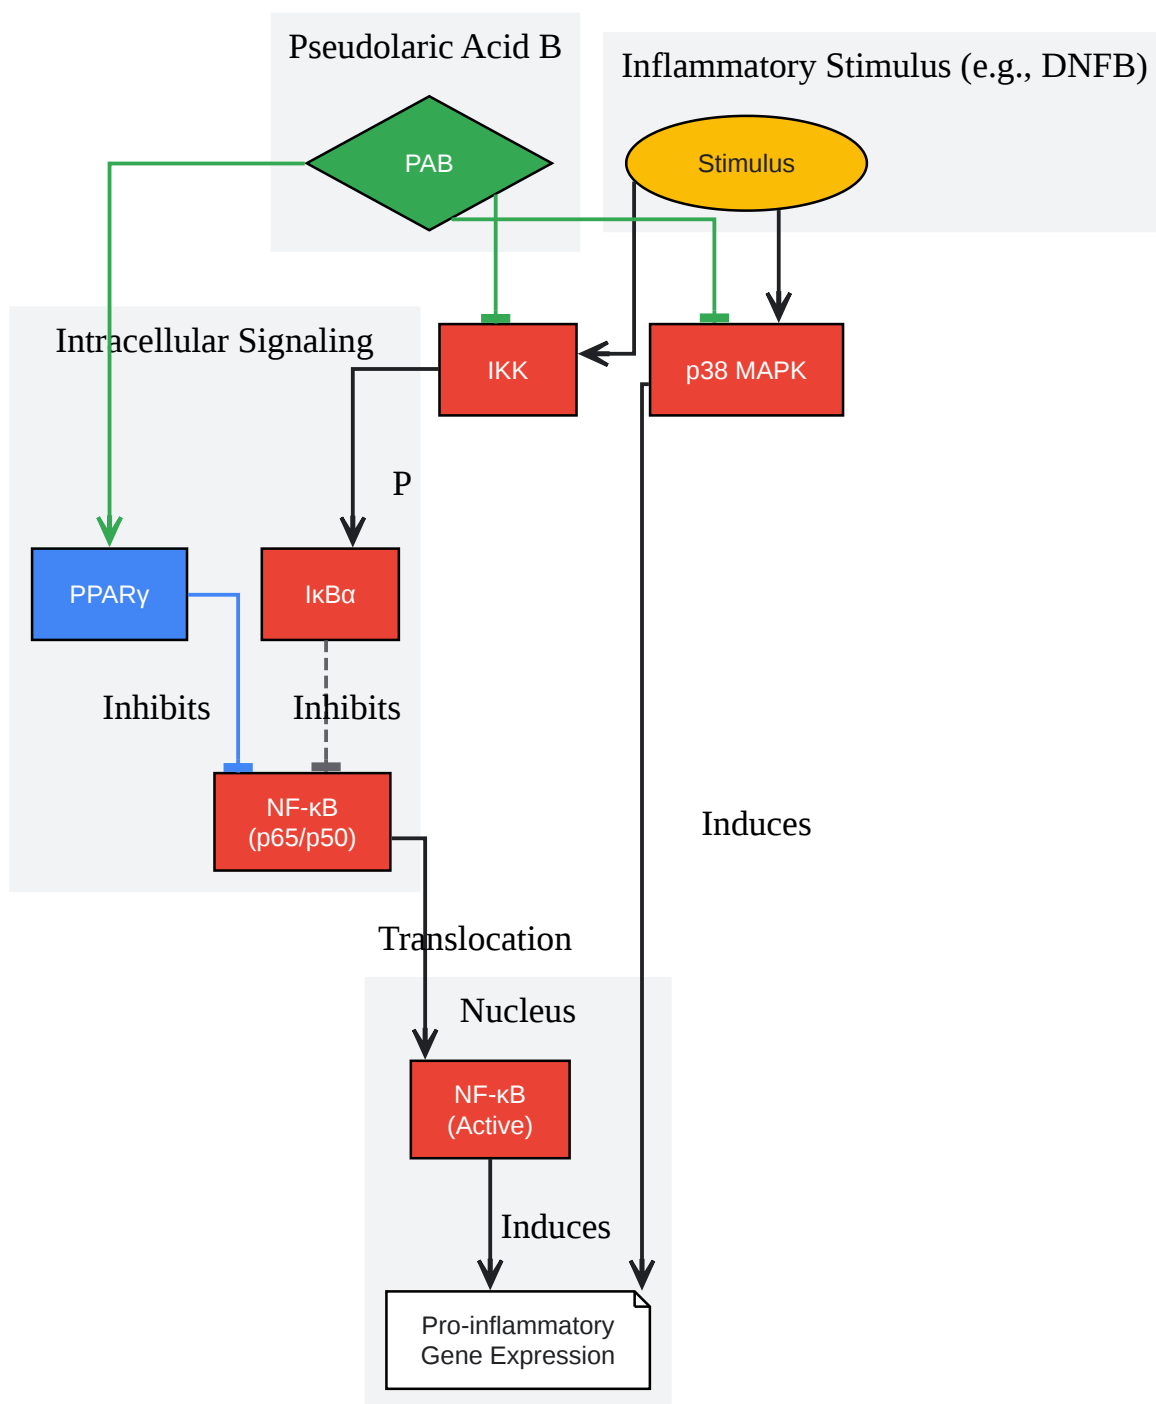 Pseudolaric Acid B
Inflammatory Stimulus (e.g., DNFB)
PAB
Stimulus
Intracellular Signaling
IKK
p38 MAPK
P
PPARγ
IκBα
Inhibits
Inhibits
NF-κB
(p65/p50)
Induces
Translocation
Nucleus
NF-κB
(Active)
Induces
Pro-inflammatory
Gene Expression